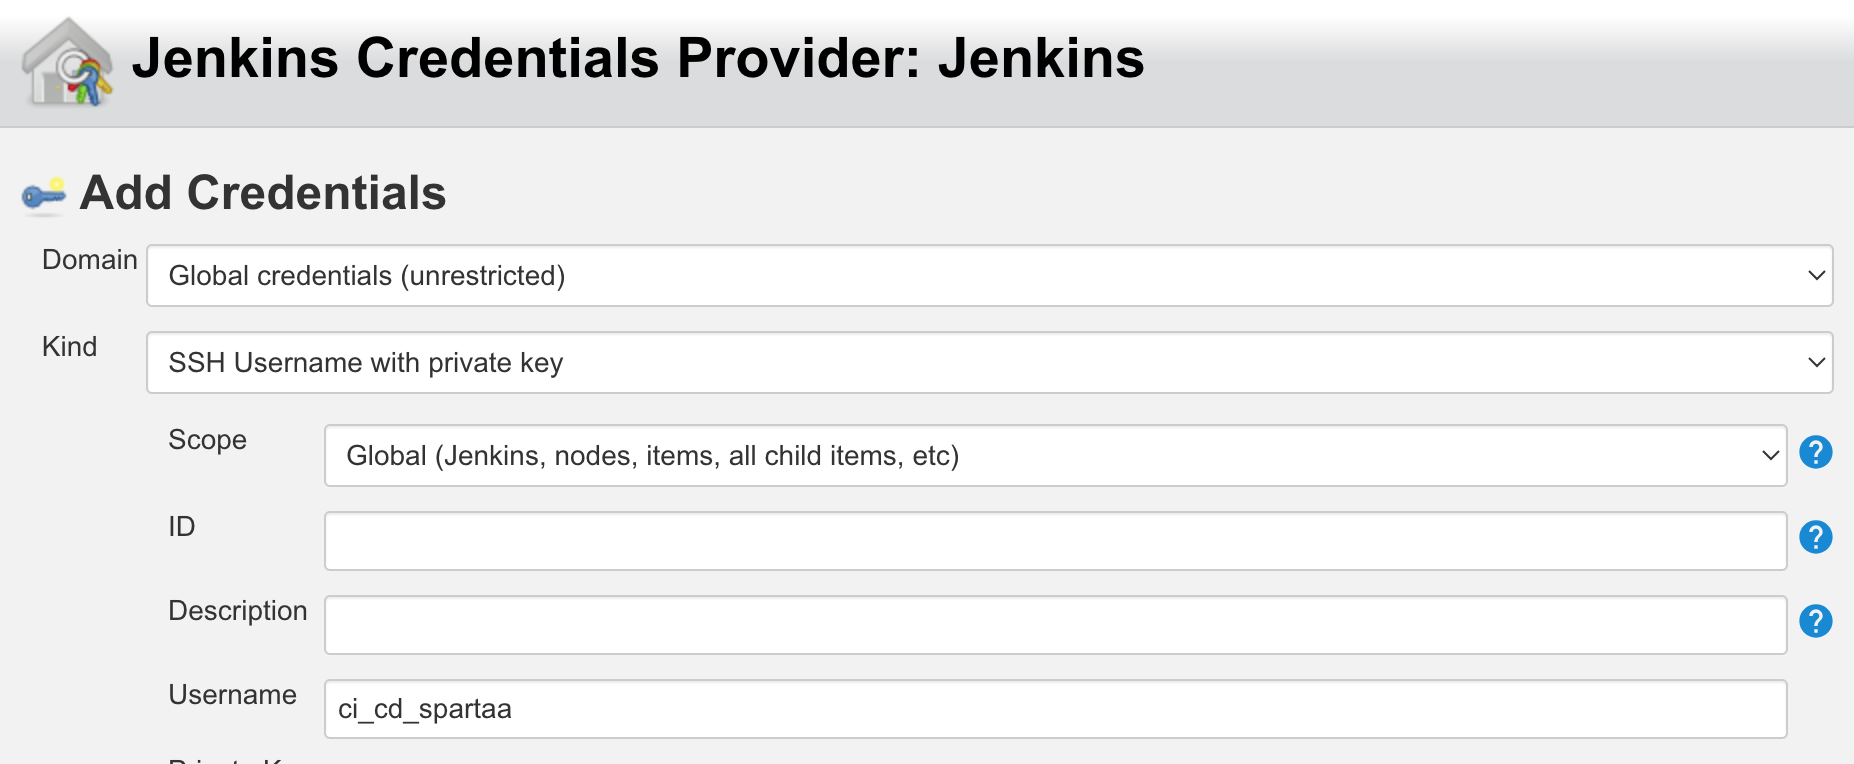 Jenkins Credentials Provider: Jenkins
Add Credentials
Domain
Global credentials (unrestricted)
Kind
SSH Username with private key
Scope
Global (Jenkins, nodes, items, all child items, etc)
?
ID
?
Description
?
Username
ci_cd_spartaa